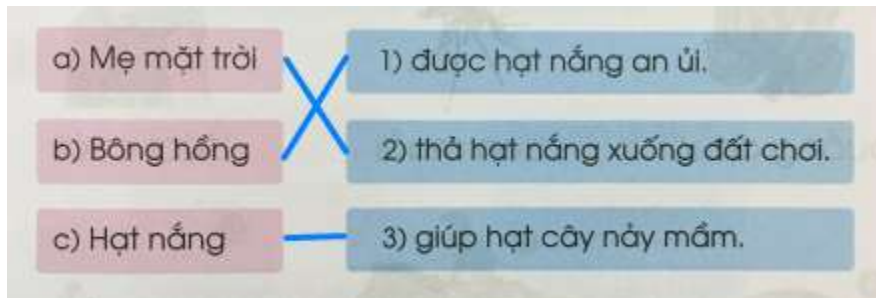 a) Mẹ mặt trời
1) được hạt nắng an ủi.
b) Bông hồng
2) thả hạt nắng xuống đất chơi.
c) Hạt nắng
3) giúp hạt cây nảy mầm.